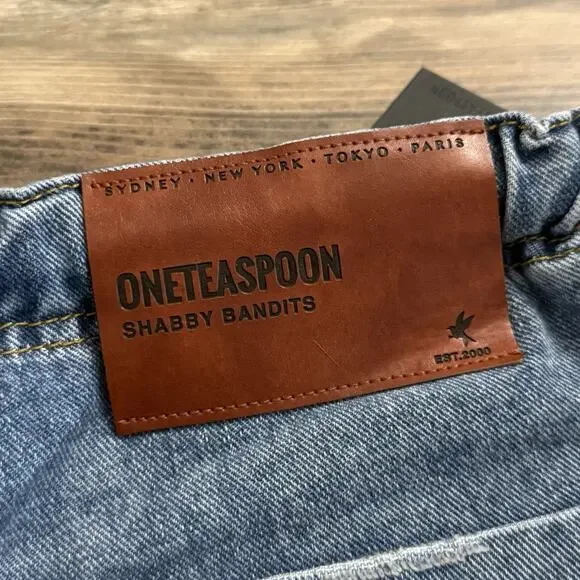 SYDNEY · NEW YORK · TOKYO · PARIS
ONETEASPOON
SHABBY BANDITS
EST.2000